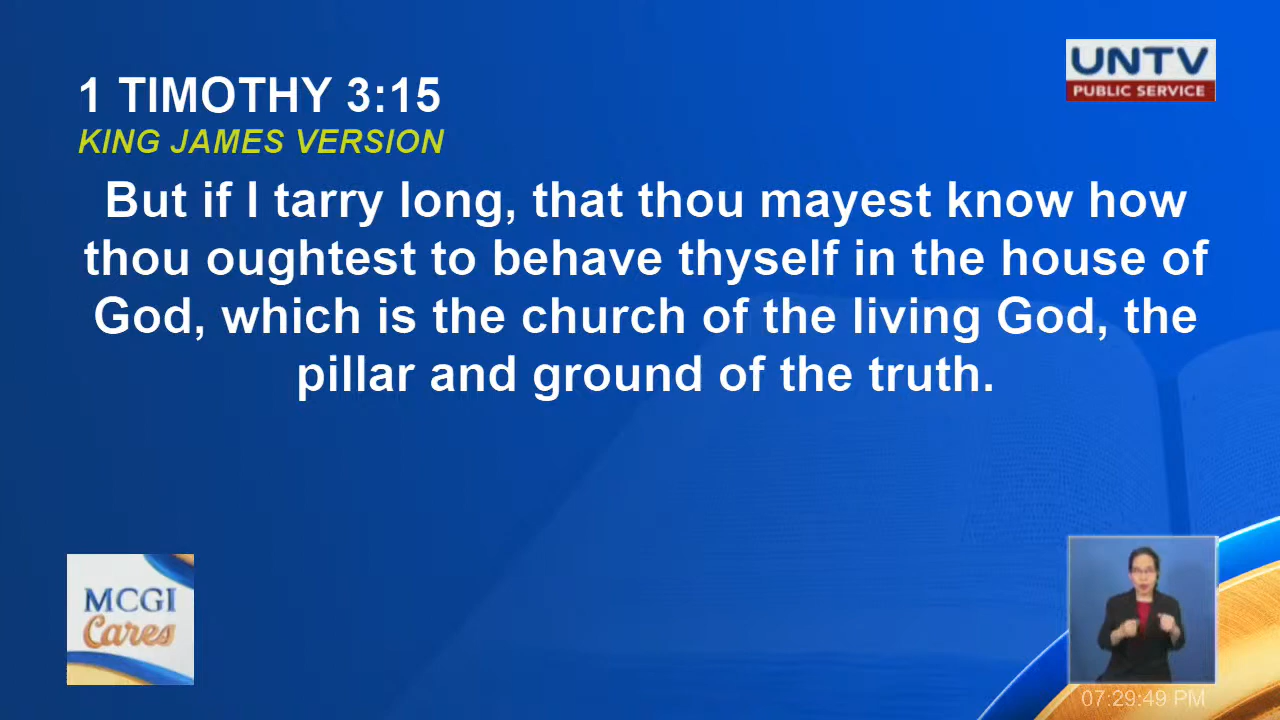 1 TIMOTHY 3:15
KING JAMES VERSION
But if I tarry long, that thou mayest know how
thou oughtest to behave thyself in the house of
God, which is the church of the living God, the
pillar and ground of the truth.
UNTV
PUBLIC SERVICE
MCGI
Cares
07:29:49 PM